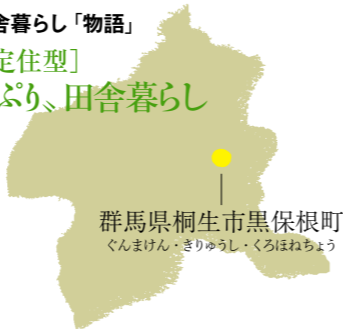 舎暮らし「物語」
定住型］
ぷり、田舎暮らし
群馬県桐生市黒保根町
ぐんまけん・きりゅうし・くろほねちょう